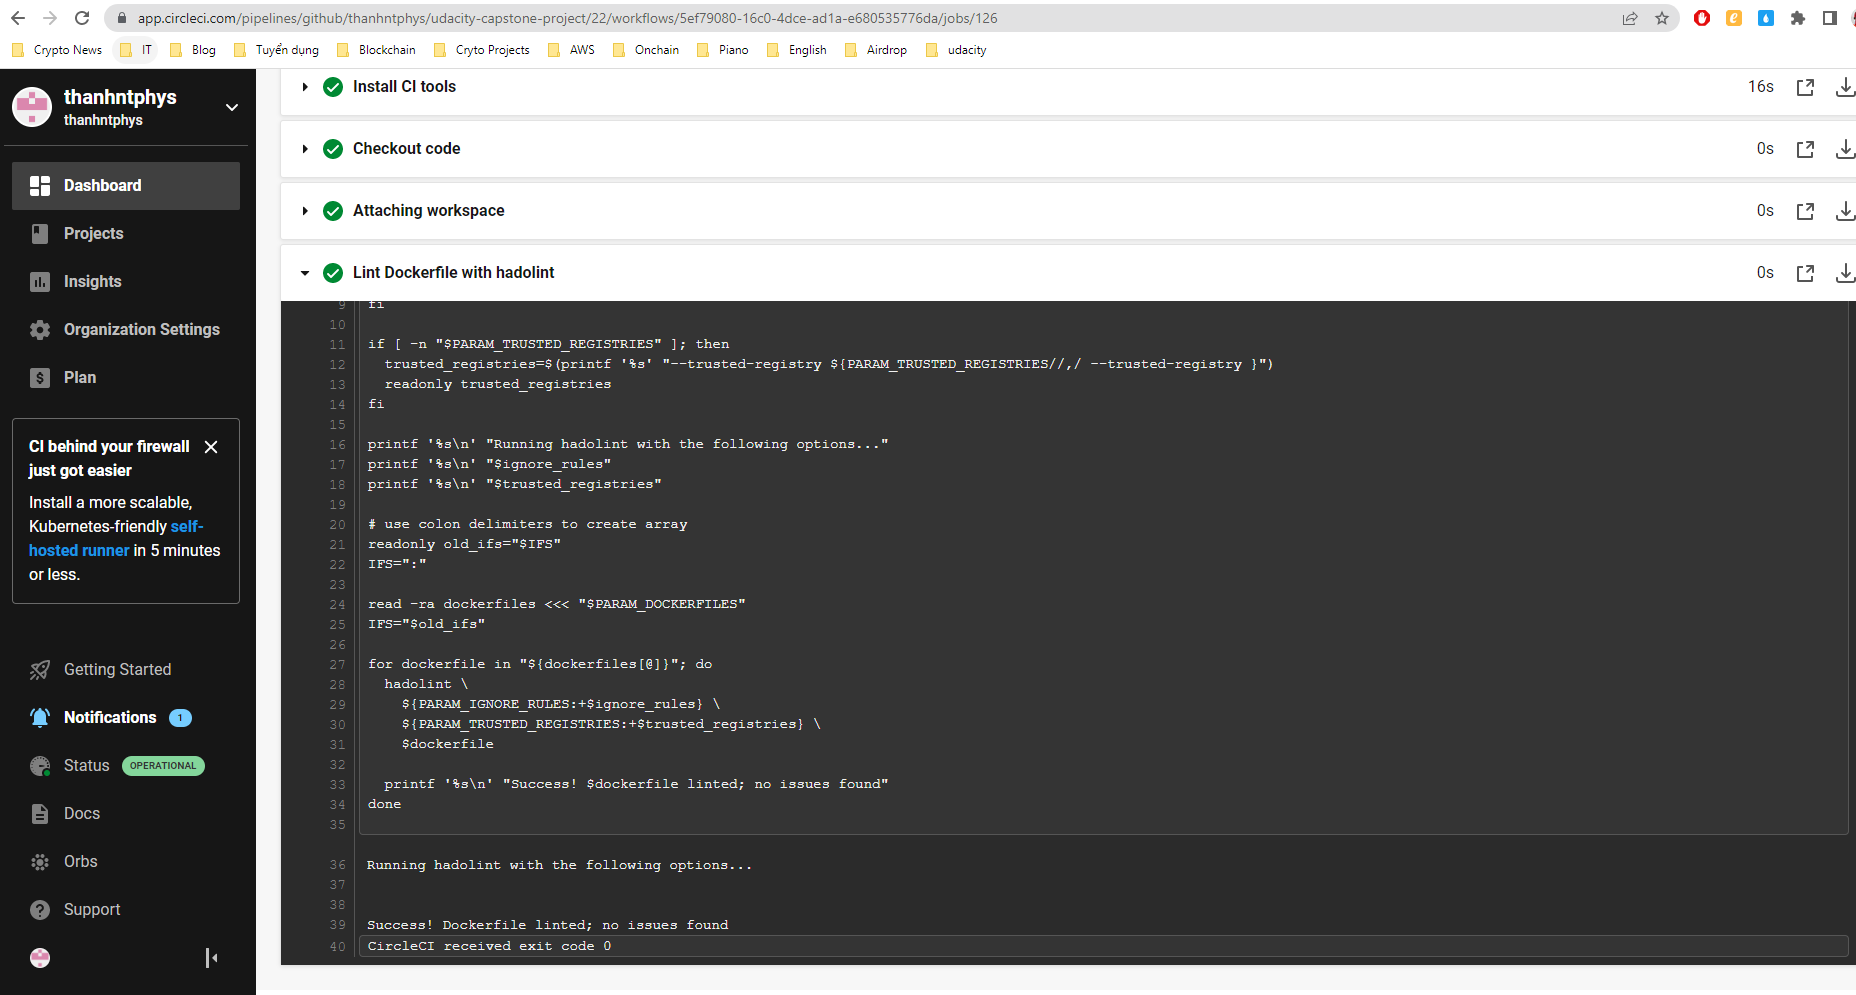 app.circleci.com/pipelines/github/thanhntphys/udacity-capstone-project/22/workflows/5ef79080-16c0-4dce-ad1a-e680535776da/jobs/126
Crypto News IT Blog Tuyển dụng Blockchain Cryto Projects AWS Onchain Piano English Airdrop udacity
thanhntphys
thanhntphys
Dashboard
Projects
Insights
Organization Settings
Plan
CI behind your firewall
just got easier
Install a more scalable,
Kubernetes-friendly self-
hosted runner in 5 minutes
or less.
Getting Started
Notifications 1
Status OPERATIONAL
Docs
Orbs
Support
Install CI tools 16s
Checkout code 0s
Attaching workspace 0s
Lint Dockerfile with hadolint 0s
9 fi
10
11 if [ -n "$PARAM_TRUSTED_REGISTRIES" ]; then
12 trusted_registries=$(printf '%s' "--trusted-registry ${PARAM_TRUSTED_REGISTRIES//,/ --trusted-registry }")
13 readonly trusted_registries
14 fi
15
16 printf '%s\n' "Running hadolint with the following options..."
17 printf '%s\n' "$ignore_rules"
18 printf '%s\n' "$trusted_registries"
19
20 # use colon delimiters to create array
21 readonly old_ifs="$IFS"
22 IFS=":"
23
24 read -ra dockerfiles <<< "$PARAM_DOCKERFILES"
25 IFS="$old_ifs"
26
27 for dockerfile in "${dockerfiles[@]}"; do
28 hadolint \
29 ${PARAM_IGNORE_RULES:+$ignore_rules} \
30 ${PARAM_TRUSTED_REGISTRIES:+$trusted_registries} \
31 $dockerfile
32
33 printf '%s\n' "Success! $dockerfile linted; no issues found"
34 done
35
36 Running hadolint with the following options...
37
38
39 Success! Dockerfile linted; no issues found
40 CircleCI received exit code 0